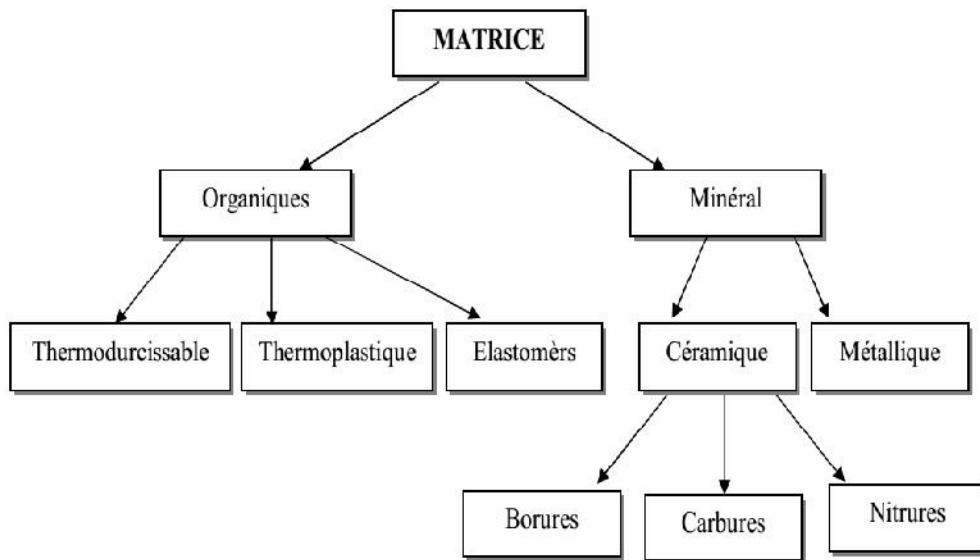 MATRICE
Organiques
Minéral
Thermodurcissable
Thermoplastique
Elastomèrs
Céramique
Métallique
Borures
Carbures
Nitrures